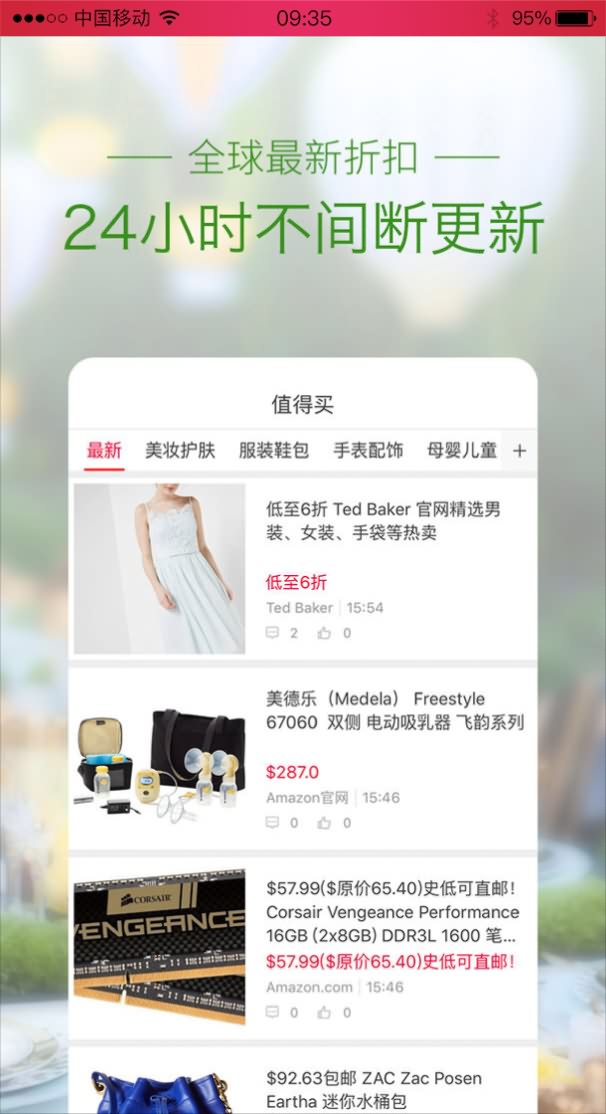 中国移动
09:35
95%
全球最新折扣
24小时不间断更新
值得买
最新 美妆护肤 服装鞋包 手表配饰 母婴儿童 +
低至6折 Ted Baker 官网精选男
装、女装、手袋等热卖
低至6折
Ted Baker | 15:54
2 0
美德乐（Medela） Freestyle
67060 双侧 电动吸乳器 飞韵系列
$287.0
Amazon官网 | 15:46
0 0
CORSAIR
VENGEANCE
$57.99($原价65.40)史低可直邮！
Corsair Vengeance Performance
16GB (2x8GB) DDR3L 1600 笔...
$57.99($原价65.40)史低可直邮！
Amazon.com | 15:46
0 0
$92.63包邮 ZAC Zac Posen
Eartha 迷你水桶包